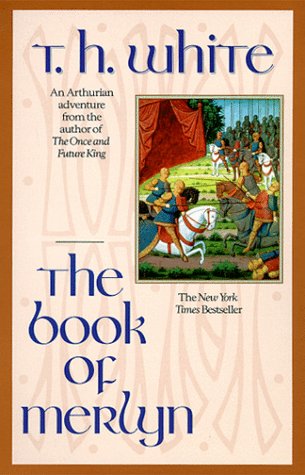 T. H. White
An Arthurian
adventure
from the
author of
The Once and
Future King
The New York
Times Bestseller
The
Book
of
Merlyn